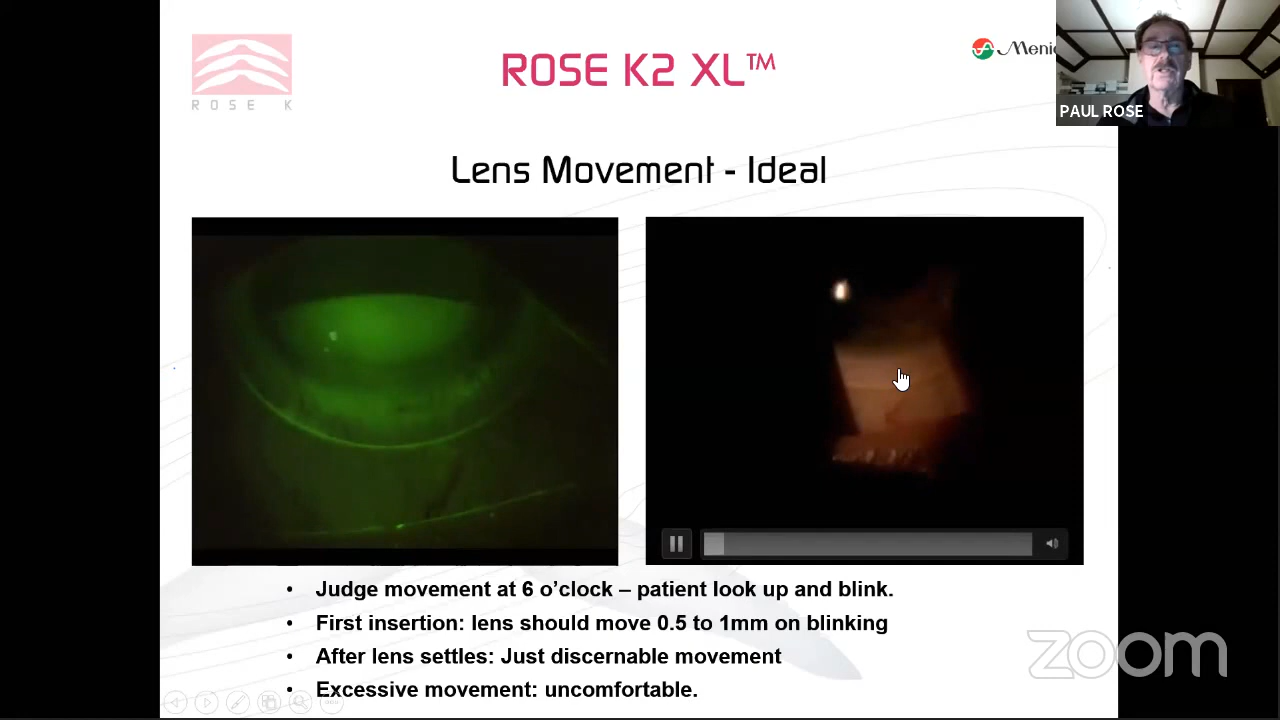 ROSE K
ROSE K2 XL™
PAUL ROSE
Lens Movement - Ideal
• Judge movement at 6 o’clock – patient look up and blink.
• First insertion: lens should move 0.5 to 1mm on blinking
• After lens settles: Just discernable movement
• Excessive movement: uncomfortable.
zoom